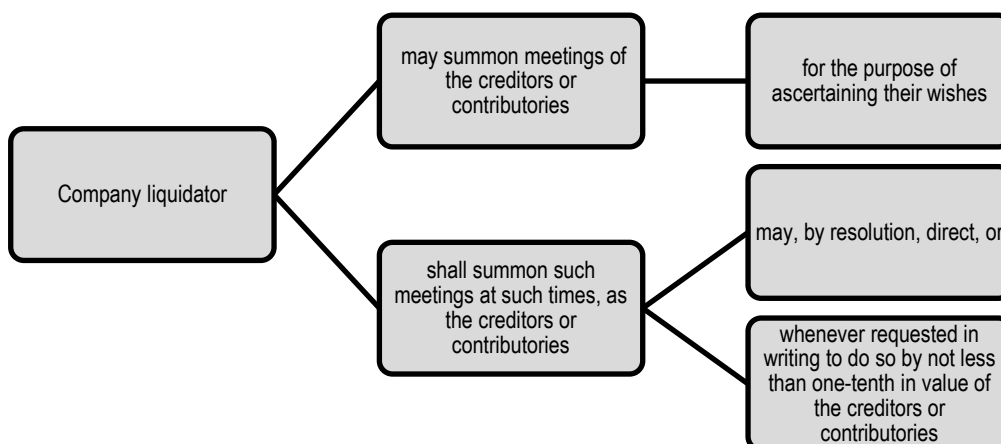 Company liquidator
may summon meetings of
the creditors or
contributories
for the purpose of
ascertaining their wishes
shall summon such
meetings at such times, as
the creditors or
contributories
may, by resolution, direct, or
whenever requested in
writing to do so by not less
than one-tenth in value of
the creditors or
contributories